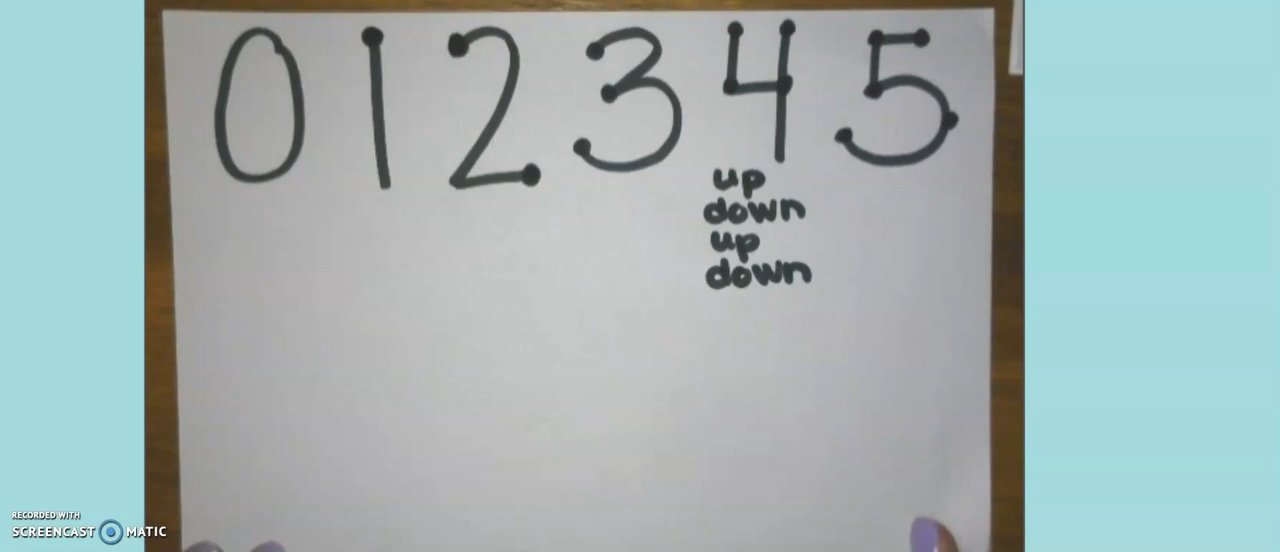 0 1 2 3 4 5
up
down
up
down
RECORDED WITH
SCREENCAST MATIC